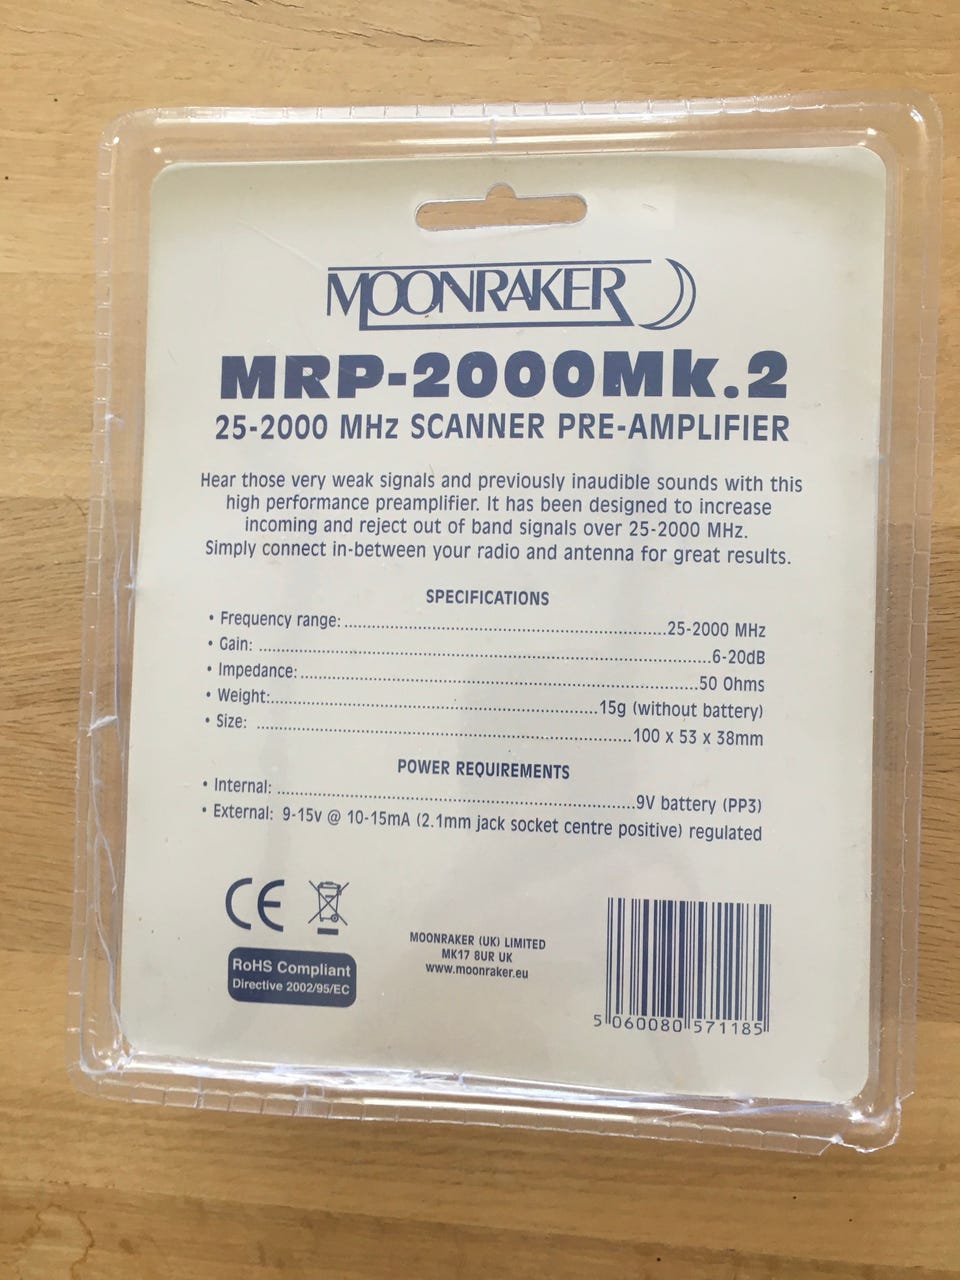 MOONRAKER
MRP-2000Mk.2
25-2000 MHz SCANNER PRE-AMPLIFIER
Hear those very weak signals and previously inaudible sounds with this
high performance preamplifier. It has been designed to increase
incoming and reject out of band signals over 25-2000 MHz.
Simply connect in-between your radio and antenna for great results.
SPECIFICATIONS
• Frequency range:..........25-2000 MHz
• Gain: ..........6-20dB
• Impedance:..........50 Ohms
• Weight:..........15g (without battery)
• Size: ..........100 x 53 x 38mm
POWER REQUIREMENTS
• Internal: ..........9V battery (PP3)
• External: 9-15v @ 10-15mA (2.1mm jack socket centre positive) regulated
CE
RoHS Compliant
Directive 2002/95/EC
MOONRAKER (UK) LIMITED
MK17 8UR UK
www.moonraker.eu
5 060080 571185